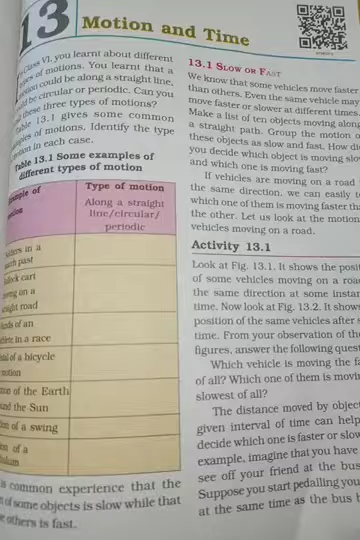 13
Motion and Time
Class VI, you learnt about different
of motions. You learnt that a
could be along a straight line,
be circular or periodic. Can you
these three types of motions?
Table 13.1 gives some common
of motions. Identify the type
in each case.
Table 13.1 Some examples of
different types of motion
of
Type of motion
Along a straight
line/circular/
periodic
in a
past
cart
on a
road
of an
in a race
of a bicycle
motion
of the Earth
the Sun
of a swing
of a
is common experience that the
of some objects is slow while that
others is fast.
13.1 SLOW OR FAST
We know that some vehicles move faster
than others. Even the same vehicle may
move faster or slower at different times.
Make a list of ten objects moving along
a straight path. Group the motion of
these objects as slow and fast. How did
you decide which object is moving slow
and which one is moving fast?
If vehicles are moving on a road
the same direction, we can easily
which one of them is moving faster
the other. Let us look at the motion
vehicles moving on a road.
Activity 13.1
Look at Fig. 13.1. It shows the
of some vehicles moving on a road
the same direction at some
time. Now look at Fig. 13.2. It shows
position of the same vehicles after
time. From your observation of the
figures, answer the following
Which vehicle is moving the
of all? Which one of them is
slowest of all?
The distance moved by
given interval of time can help
decide which one is faster or
example, imagine that you have
see off your friend at the bus
Suppose you start pedalling
at the same time as the bus